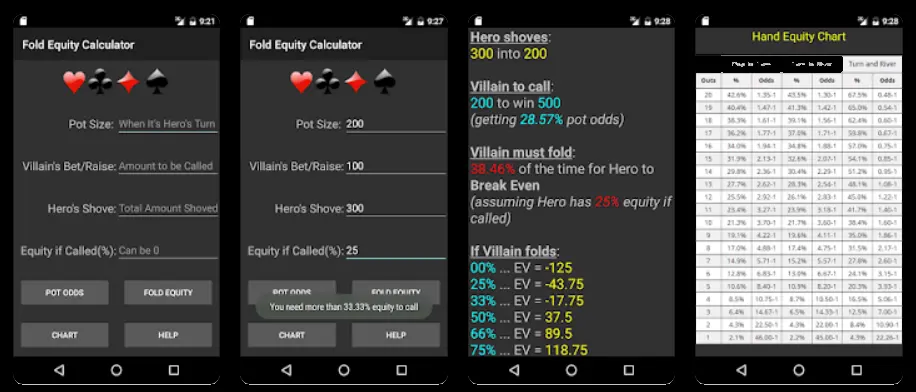 9:21
Fold Equity Calculator
Pot Size: When It's Hero's Turn
Villain's Bet/Raise: Amount to be Called
Hero's Shove: Total Amount Shoved
Equity if Called(%): Can be 0
POT ODDS FOLD EQUITY
CHART HELP
9:27
Fold Equity Calculator
Pot Size: 200
Villain's Bet/Raise: 100
Hero's Shove: 300
Equity if Called(%): 25
POT ODDS FOLD EQUITY
You need more than 33.33% equity to call
CHART HELP
9:28
Hero shoves:
300 into 200
Villain to call:
200 to win 500
(getting 28.57% pot odds)
Villain must fold:
38.46% of the time for Hero to
Break Even
(assuming Hero has 25% equity if
called)
If Villain folds:
00% ... EV = -125
25% ... EV = -43.75
33% ... EV = -17.75
50% ... EV = 37.5
66% ... EV = 89.5
75% ... EV = 118.75
9:28
Hand Equity Chart
Turn and River
Outs % Odds % Odds % Odds
20 42.6% 1.35-1 43.5% 1.30-1 67.5% 0.48-1
19 40.4% 1.47-1 41.3% 1.42-1 65.0% 0.54-1
18 38.3% 1.61-1 39.1% 1.56-1 62.4% 0.60-1
17 36.2% 1.77-1 37.0% 1.71-1 59.8% 0.67-1
16 34.0% 1.94-1 34.8% 1.88-1 57.0% 0.75-1
15 31.9% 2.13-1 32.6% 2.07-1 54.1% 0.85-1
14 29.8% 2.36-1 30.4% 2.29-1 51.2% 0.95-1
13 27.7% 2.62-1 28.3% 2.54-1 48.1% 1.08-1
12 25.5% 2.92-1 26.1% 2.83-1 45.0% 1.22-1
11 23.4% 3.27-1 23.9% 3.18-1 41.7% 1.40-1
10 21.3% 3.70-1 21.7% 3.60-1 38.4% 1.60-1
9 19.1% 4.22-1 19.6% 4.11-1 35.0% 1.86-1
8 17.0% 4.88-1 17.4% 4.75-1 31.5% 2.17-1
7 14.9% 5.71-1 15.2% 5.57-1 27.8% 2.60-1
6 12.8% 6.83-1 13.0% 6.67-1 24.1% 3.15-1
5 10.6% 8.40-1 10.9% 8.20-1 20.3% 3.93-1
4 8.5% 10.75-1 8.7% 10.50-1 16.5% 5.06-1
3 6.4% 14.67-1 6.5% 14.33-1 12.5% 7.00-1
2 4.3% 22.50-1 4.3% 22.00-1 8.4% 10.90-1
1 2.1% 46.00-1 2.2% 45.00-1 4.3% 22.26-1